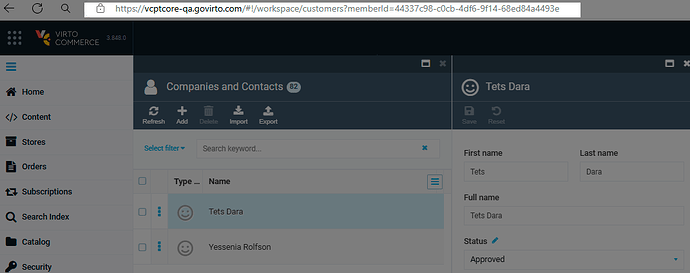 https://vcptcore-qa.govirto.com/#!/workspace/customers?memberId=44337c98-c0cb-4df6-9f14-68ed84a4493e
VIRTO
COMMERCE
3.848.0
Home
Content
Stores
Orders
Subscriptions
Search Index
Catalog
Security
Companies and Contacts 82
Refresh
Add
Delete
Import
Export
Select filter
Search keyword...
Type ...
Name
Tets Dara
Yessenia Rolfson
Tets Dara
Save
Reset
First name
Last name
Tets
Dara
Full name
Tets Dara
Status
Approved